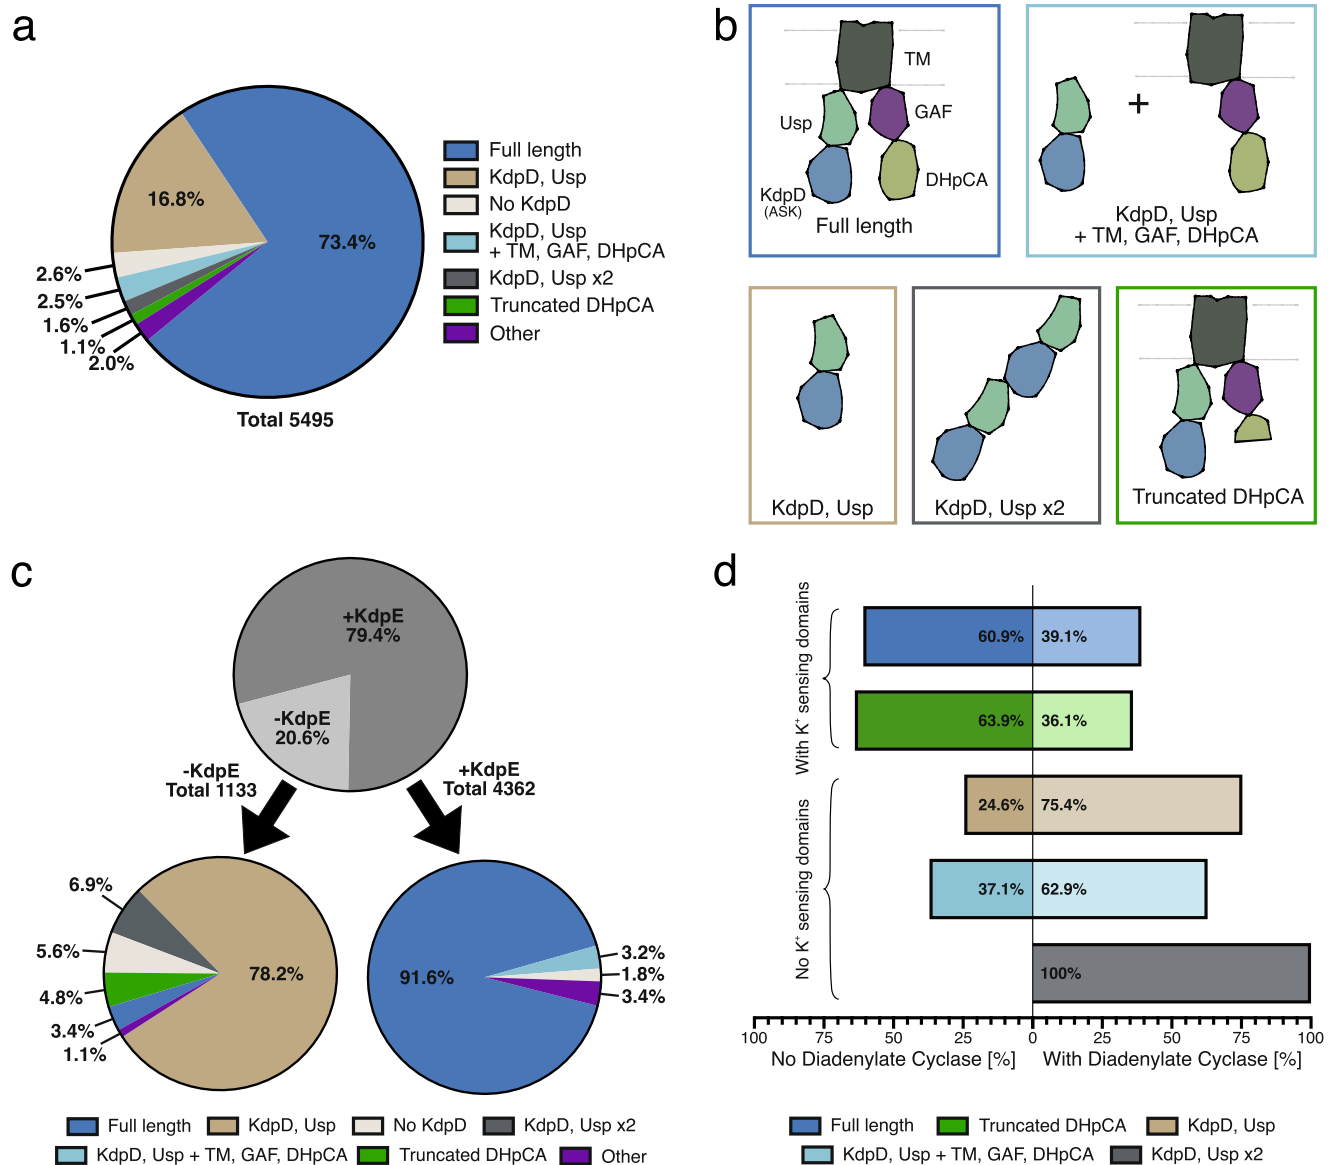 a
73.4%
16.8%
2.6%
2.5%
1.6%
1.1%
2.0%
Total 5495
Full length
KdpD, Usp
No KdpD
KdpD, Usp
+ TM, GAF, DHpCA
KdpD, Usp x2
Truncated DHpCA
Other
b
TM
GAF
Usp
DHpCA
KdpD
(ASK)
Full length
+
KdpD, Usp
+ TM, GAF, DHpCA
KdpD, Usp
KdpD, Usp x2
Truncated DHpCA
c
+KdpE
79.4%
-KdpE
20.6%
-KdpE
Total 1133
+KdpE
Total 4362
6.9%
5.6%
4.8%
3.4%
1.1%
78.2%
91.6%
3.2%
1.8%
3.4%
Full length
KdpD, Usp
No KdpD
KdpD, Usp x2
KdpD, Usp + TM, GAF, DHpCA
Truncated DHpCA
Other
d
With K⁺ sensing domains
No K⁺ sensing domains
60.9% 39.1%
63.9% 36.1%
24.6% 75.4%
37.1% 62.9%
100%
100 75 50 25 0 25 50 75 100
No Diadenylate Cyclase [%] With Diadenylate Cyclase [%]
Full length
Truncated DHpCA
KdpD, Usp
KdpD, Usp + TM, GAF, DHpCA
KdpD, Usp x2